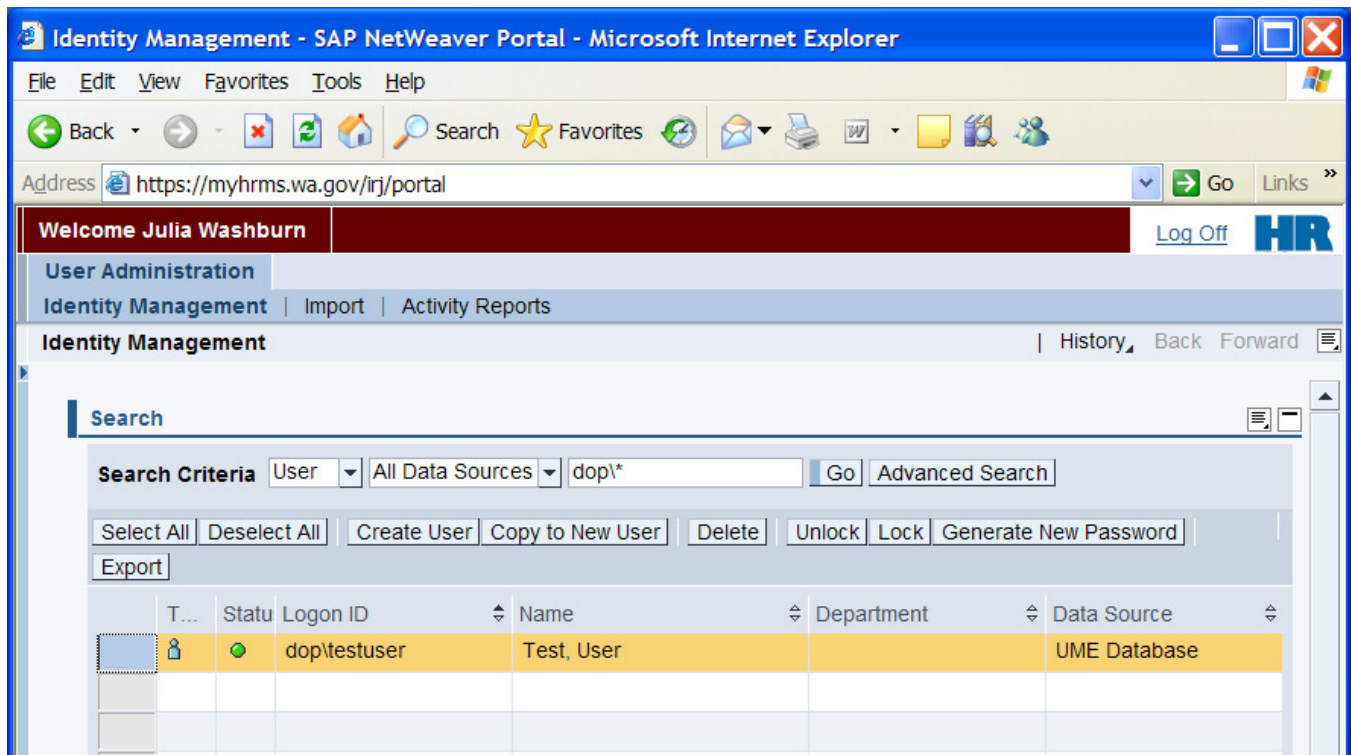 Identity Management - SAP NetWeaver Portal - Microsoft Internet Explorer
File Edit View Favorites Tools Help
Back Search Favorites W
Address https://myhrms.wa.gov/irj/portal Go Links »
Welcome Julia Washburn Log Off HR
User Administration
Identity Management | Import | Activity Reports
Identity Management | History Back Forward
Search
Search Criteria User All Data Sources dop\* Go Advanced Search
Select All Deselect All Create User Copy to New User Delete Unlock Lock Generate New Password
Export
T... Statu Logon ID Name Department Data Source
dop\testuser Test, User UME Database